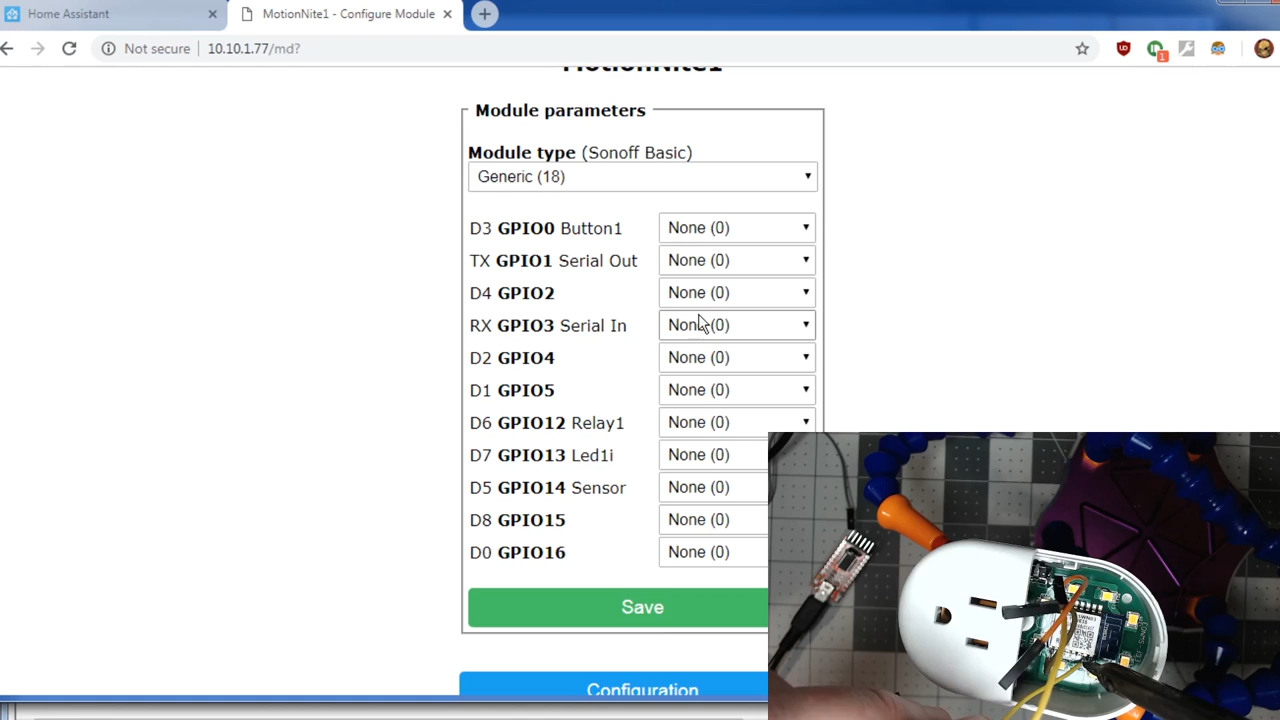 Home Assistant
MotionNite1 - Configure Module
Not secure
10.10.1.77/md?
1
MotionNite1
Module parameters
Module type (Sonoff Basic)
Generic (18)
D3 GPIO0 Button1 None (0)
TX GPIO1 Serial Out None (0)
D4 GPIO2 None (0)
RX GPIO3 Serial In None (0)
D2 GPIO4 None (0)
D1 GPIO5 None (0)
D6 GPIO12 Relay1 None (0)
D7 GPIO13 Led1i None (0)
D5 GPIO14 Sensor None (0)
D8 GPIO15 None (0)
D0 GPIO16 None (0)
Save
Configuration